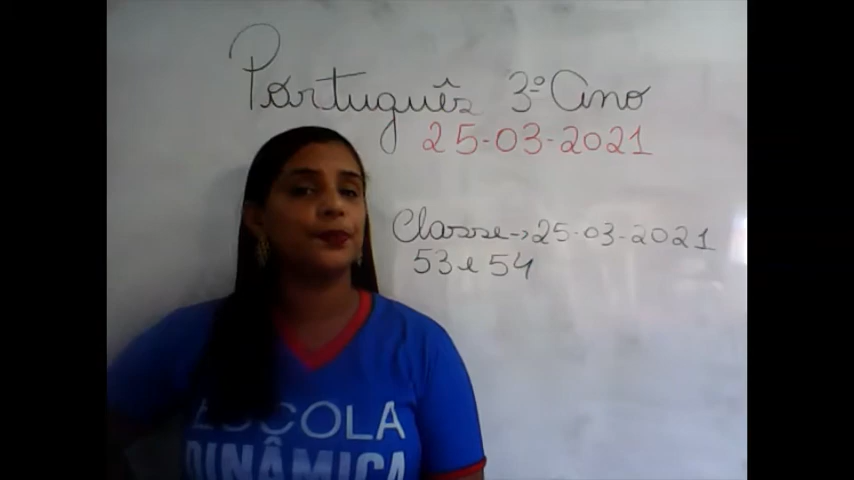 Português 3º Ano
25-03-2021
Classe->25-03-2021
53 e 54
ESCOLA
DINÂMICA